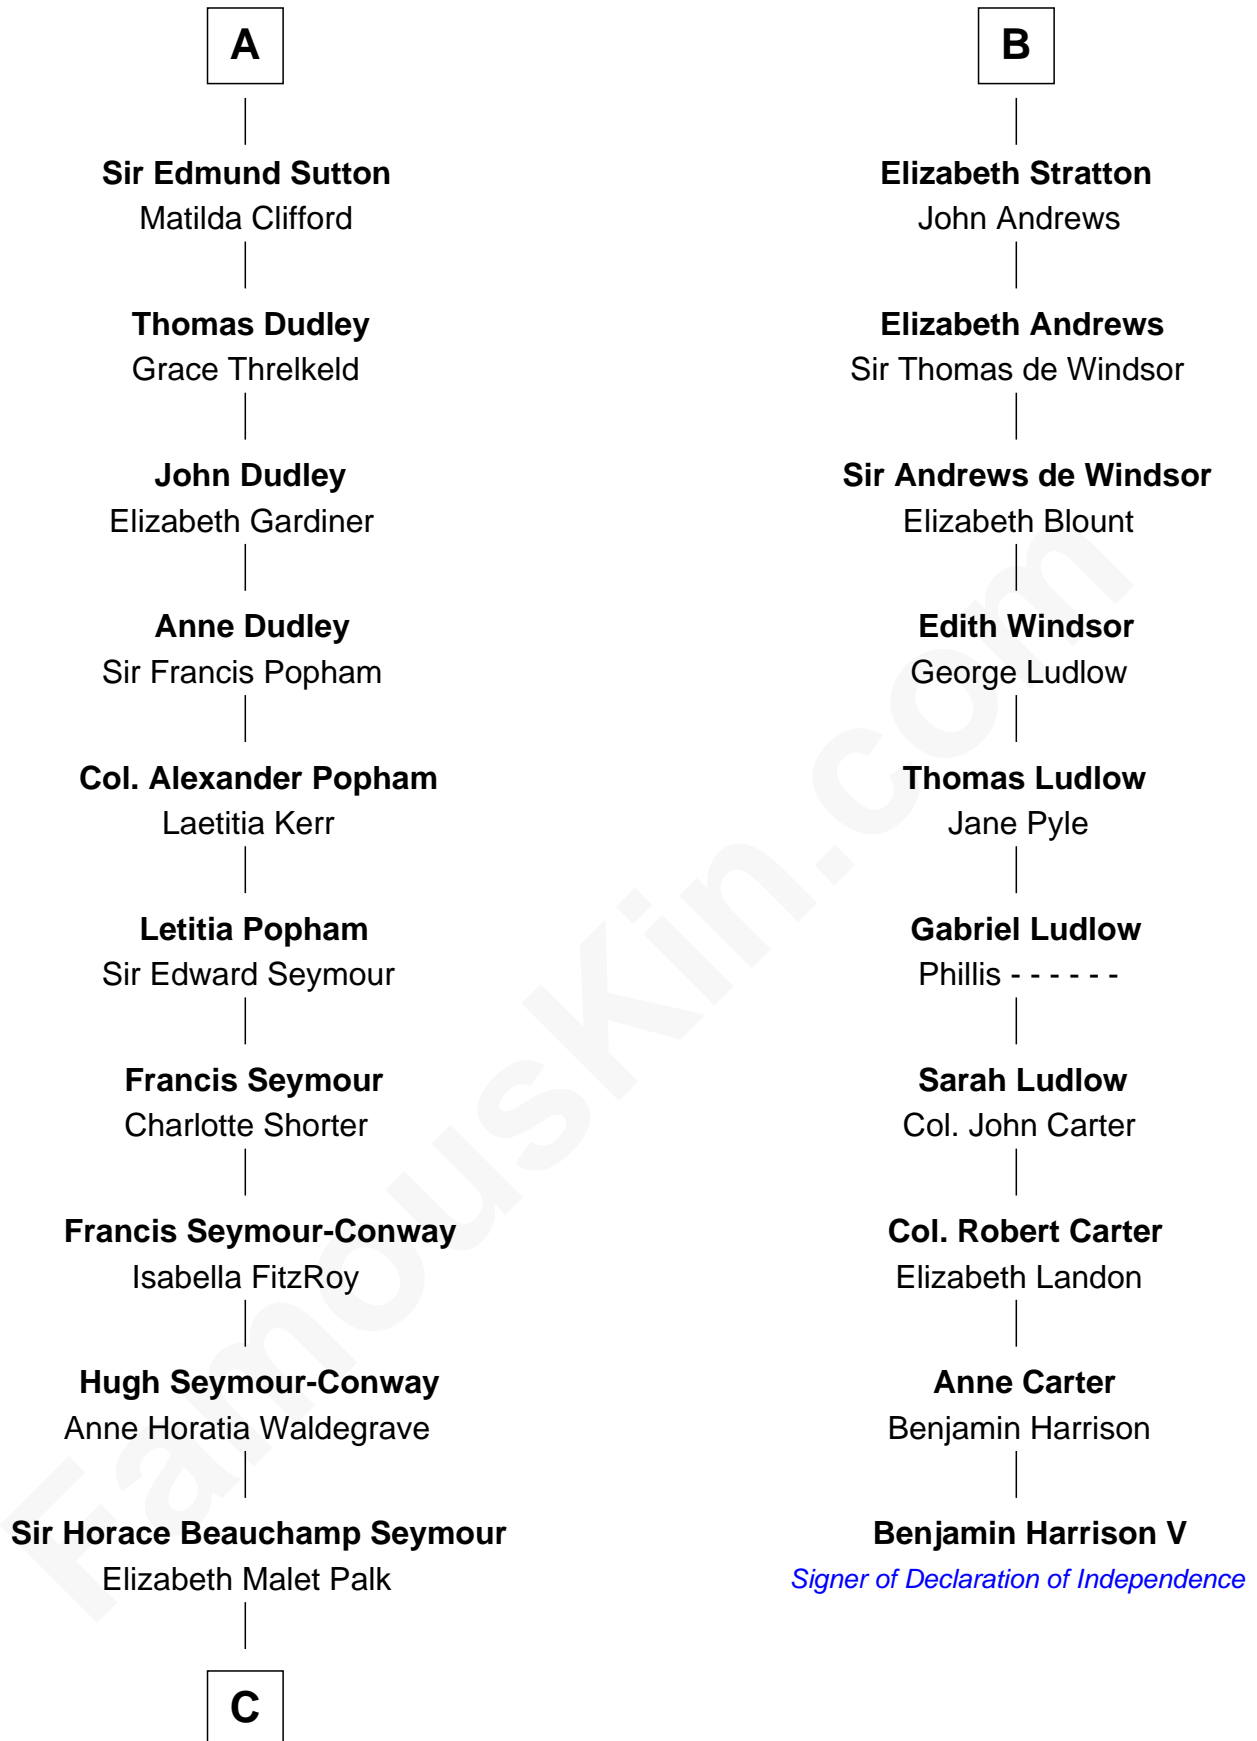 A
Sir Edmund Sutton
Matilda Clifford
Thomas Dudley
Grace Threlkeld
John Dudley
Elizabeth Gardiner
Anne Dudley
Sir Francis Popham
Col. Alexander Popham
Laetitia Kerr
Letitia Popham
Sir Edward Seymour
Francis Seymour
Charlotte Shorter
Francis Seymour-Conway
Isabella FitzRoy
Hugh Seymour-Conway
Anne Horatia Waldegrave
Sir Horace Beauchamp Seymour
Elizabeth Malet Palk
C
B
Elizabeth Stratton
John Andrews
Elizabeth Andrews
Sir Thomas de Windsor
Sir Andrews de Windsor
Elizabeth Blount
Edith Windsor
George Ludlow
Thomas Ludlow
Jane Pyle
Gabriel Ludlow
Phillis - - - - - -
Sarah Ludlow
Col. John Carter
Col. Robert Carter
Elizabeth Landon
Anne Carter
Benjamin Harrison
Benjamin Harrison V
Signer of Declaration of Independence
FamousKin.com